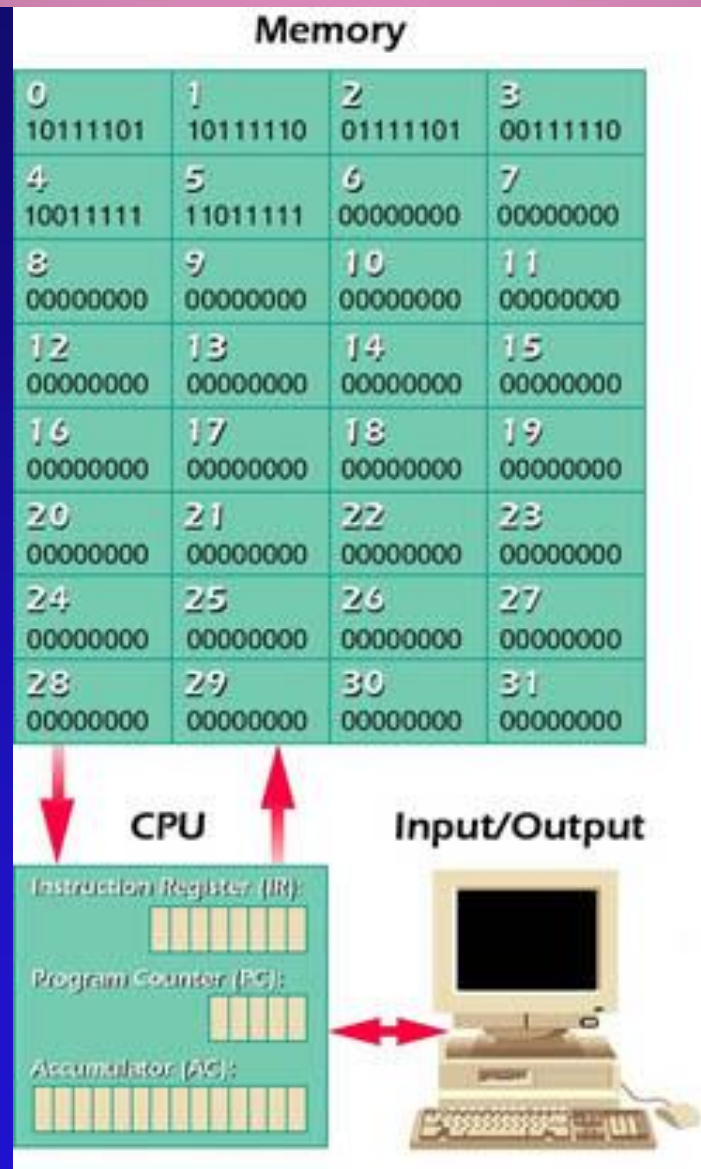 Memory
0 1 2 3
10111101 10111110 01111101 00111110
4 5 6 7
10011111 11011111 00000000 00000000
8 9 10 11
00000000 00000000 00000000 00000000
12 13 14 15
00000000 00000000 00000000 00000000
16 17 18 19
00000000 00000000 00000000 00000000
20 21 22 23
00000000 00000000 00000000 00000000
24 25 26 27
00000000 00000000 00000000 00000000
28 29 30 31
00000000 00000000 00000000 00000000
CPU Input/Output
Instruction Register (IR):
Program Counter (PC):
Accumulator (AC):